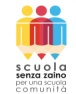 scuola
senza zaino
per una scuola
comunità